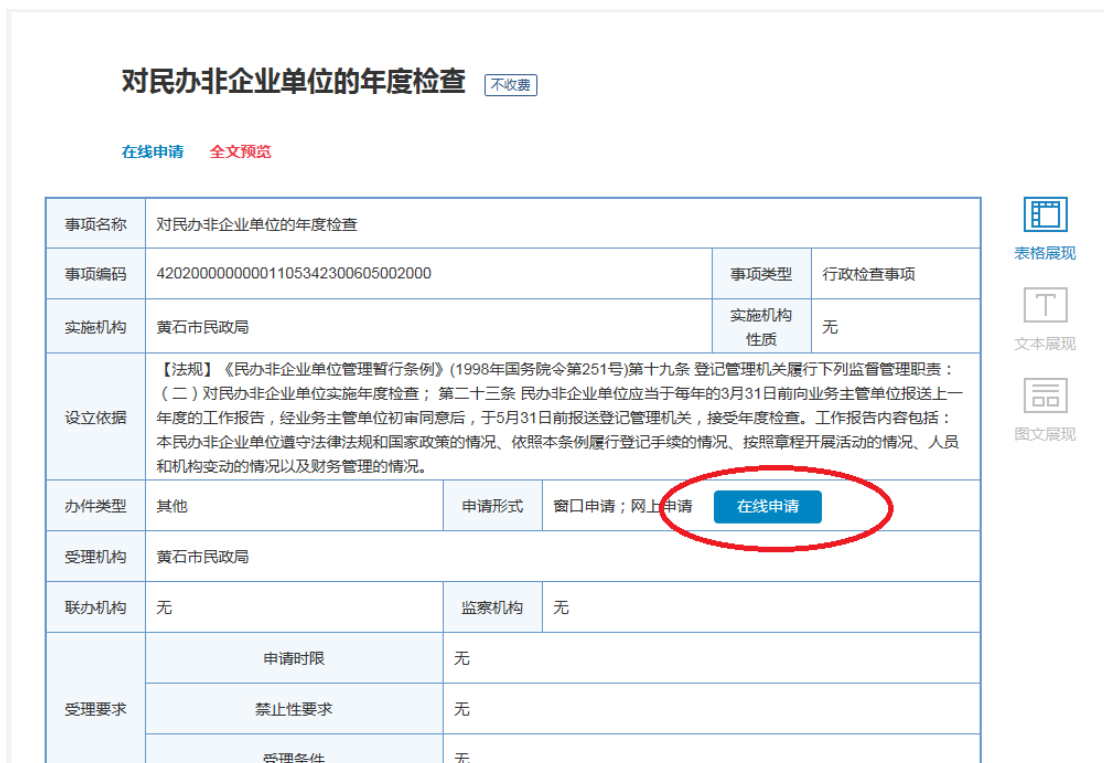 对民办非企业单位的年度检查 不收费
在线申请 全文预览
事项名称 对民办非企业单位的年度检查
表格展现
事项编码 42020000000001105342300605002000 事项类型 行政检查事项
实施机构 黄石市民政局 实施机构
性质 无
文本展现
设立依据 【法规】《民办非企业单位管理暂行条例》(1998年国务院令第251号)第十九条 登记管理机关履行下列监督管理职责：
（二）对民办非企业单位实施年度检查； 第二十三条 民办非企业单位应当于每年的3月31日前向业务主管单位报送上一
年度的工作报告，经业务主管单位初审同意后，于5月31日前报送登记管理机关，接受年度检查。工作报告内容包括：
本民办非企业单位遵守法律法规和国家政策的情况、依照本条例履行登记手续的情况、按照章程开展活动的情况、人员
和机构变动的情况以及财务管理的情况。
图文展现
办件类型 其他 申请形式 窗口申请；网上申请 在线申请
受理机构 黄石市民政局
联办机构 无 监察机构 无
受理要求 申请时限 无
禁止性要求 无
受理条件 无